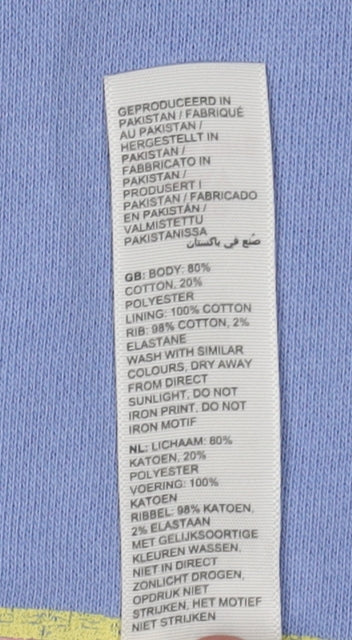 GEPRODUCEERD IN
PAKISTAN / FABRIQUÉ
AU PAKISTAN /
HERGESTELLT IN
PAKISTAN /
FABBRICATO IN
PAKISTAN /
PRODUSERT I
PAKISTAN / FABRICADO
EN PAKISTÁN /
VALMISTETTU
PAKISTANISSA
صُنع في باكستان
GB: BODY: 80%
COTTON, 20%
POLYESTER
LINING: 100% COTTON
RIB: 98% COTTON, 2%
ELASTANE
WASH WITH SIMILAR
COLOURS, DRY AWAY
FROM DIRECT
SUNLIGHT, DO NOT
IRON PRINT, DO NOT
IRON MOTIF
NL: LICHAAM: 80%
KATOEN, 20%
POLYESTER
VOERING: 100%
KATOEN
RIBBEL: 98% KATOEN,
2% ELASTAAN
MET GELIJKSOORTIGE
KLEUREN WASSEN,
NIET IN DIRECT
ZONLICHT DROGEN,
OPDRUK NIET
STRIJKEN, HET MOTIEF
NIET STRIJKEN